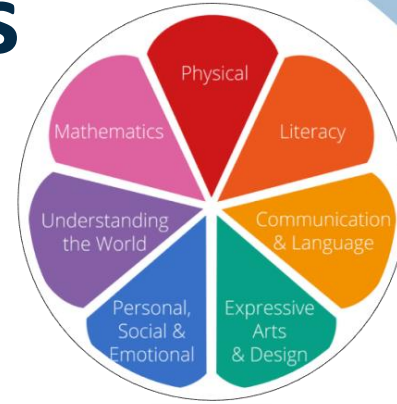 s
Physical
Literacy
Communication
& Language
Expressive
Arts
& Design
Personal,
Social &
Emotional
Understanding
the World
Mathematics